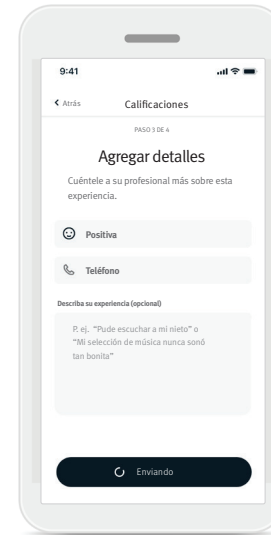 9:41
Atrás
Calificaciones
PASO 3 DE 4
Agregar detalles
Cuéntele a su profesional más sobre esta
experiencia.
Positiva
Teléfono
Describa su experiencia (opcional)
P. ej. “Pude escuchar a mi nieto” o
“Mi selección de música nunca sonó
tan bonita”
Enviando